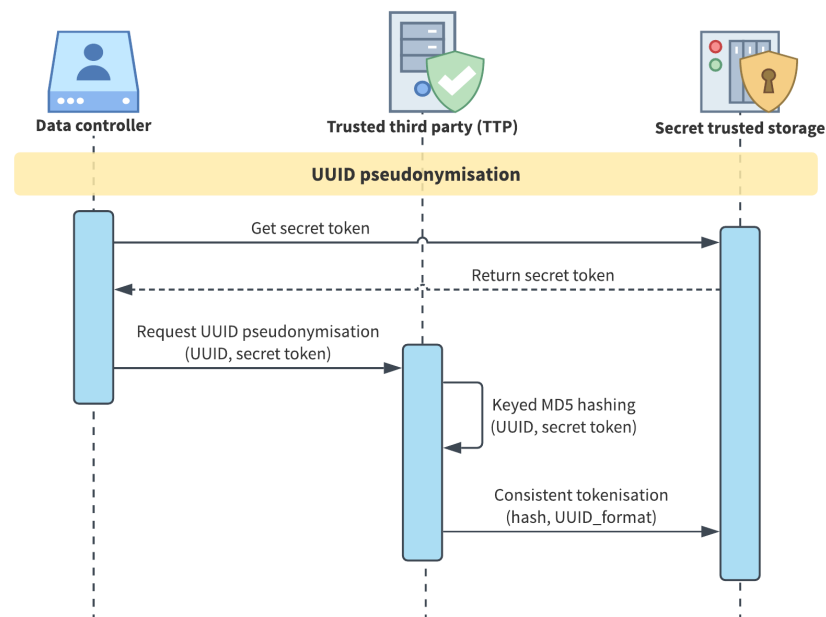 Data controller
Trusted third party (TTP)
Secret trusted storage
UUID pseudonymisation
Get secret token
Return secret token
Request UUID pseudonymisation
(UUID, secret token)
Keyed MD5 hashing
(UUID, secret token)
Consistent tokenisation
(hash, UUID_format)